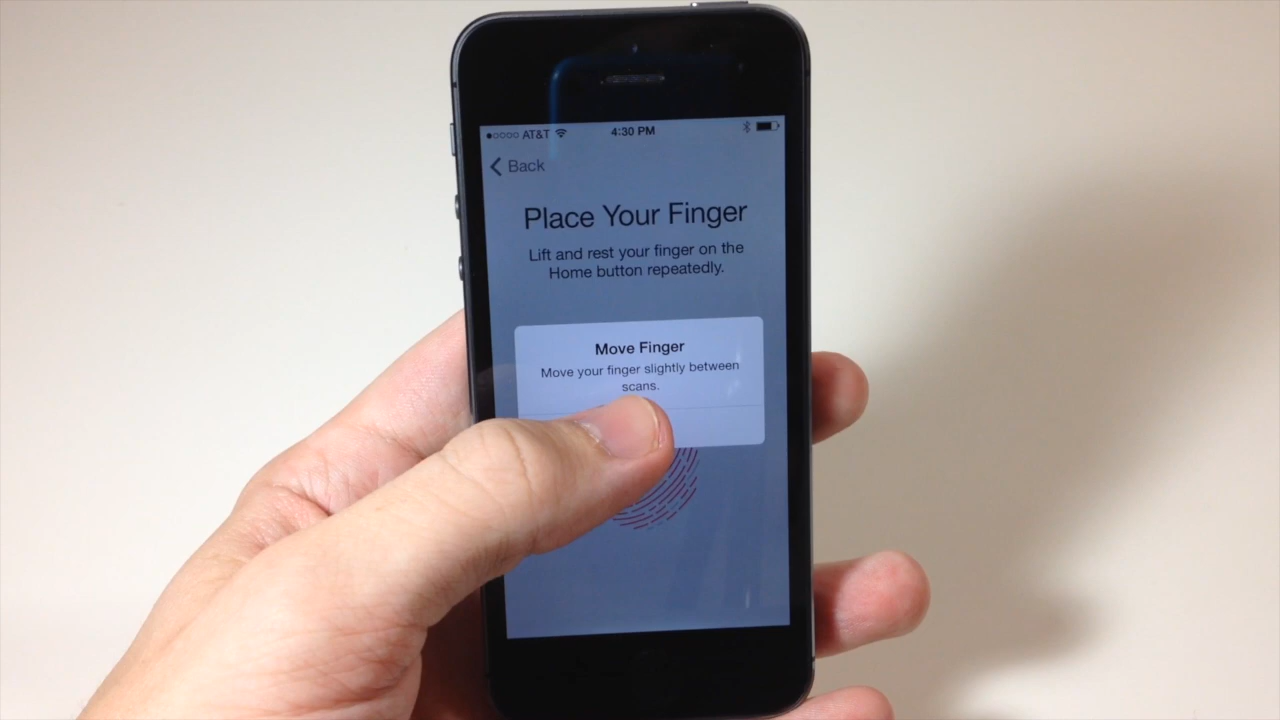 AT&T 4:30 PM
Back
Place Your Finger
Lift and rest your finger on the
Home button repeatedly.
Move Finger
Move your finger slightly between
scans.